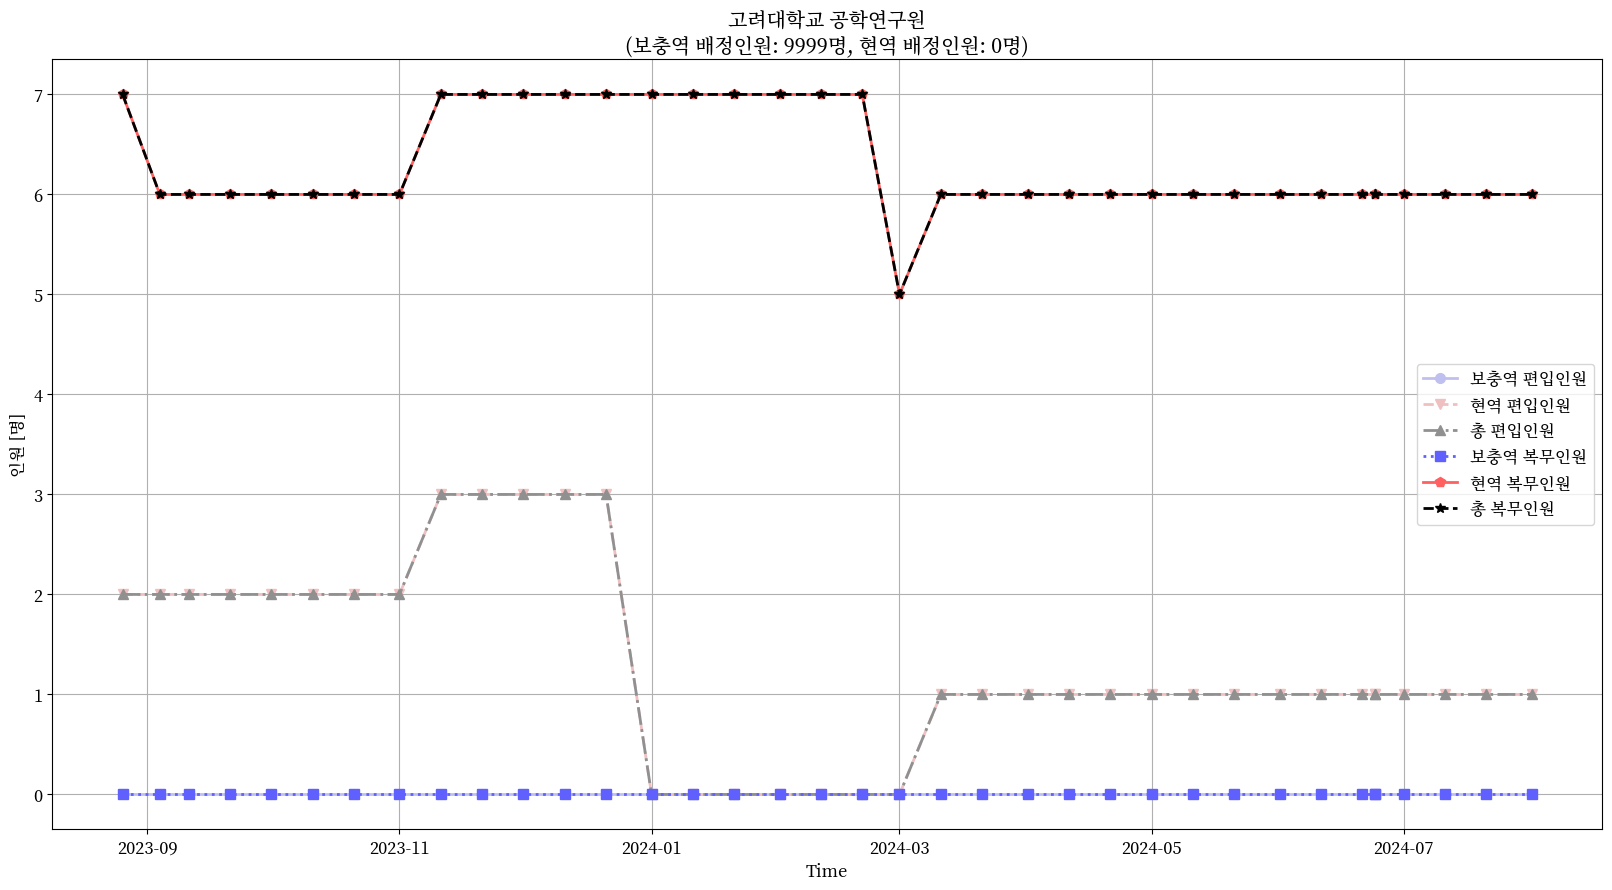 고려대학교 공학연구원
(보충역 배정인원: 9999명, 현역 배정인원: 0명)
7
6
5
4
3
2
1
0
인원 [명]
보충역 편입인원
현역 편입인원
총 편입인원
보충역 복무인원
현역 복무인원
총 복무인원
2023-09
2023-11
2024-01
2024-03
2024-05
2024-07
Time